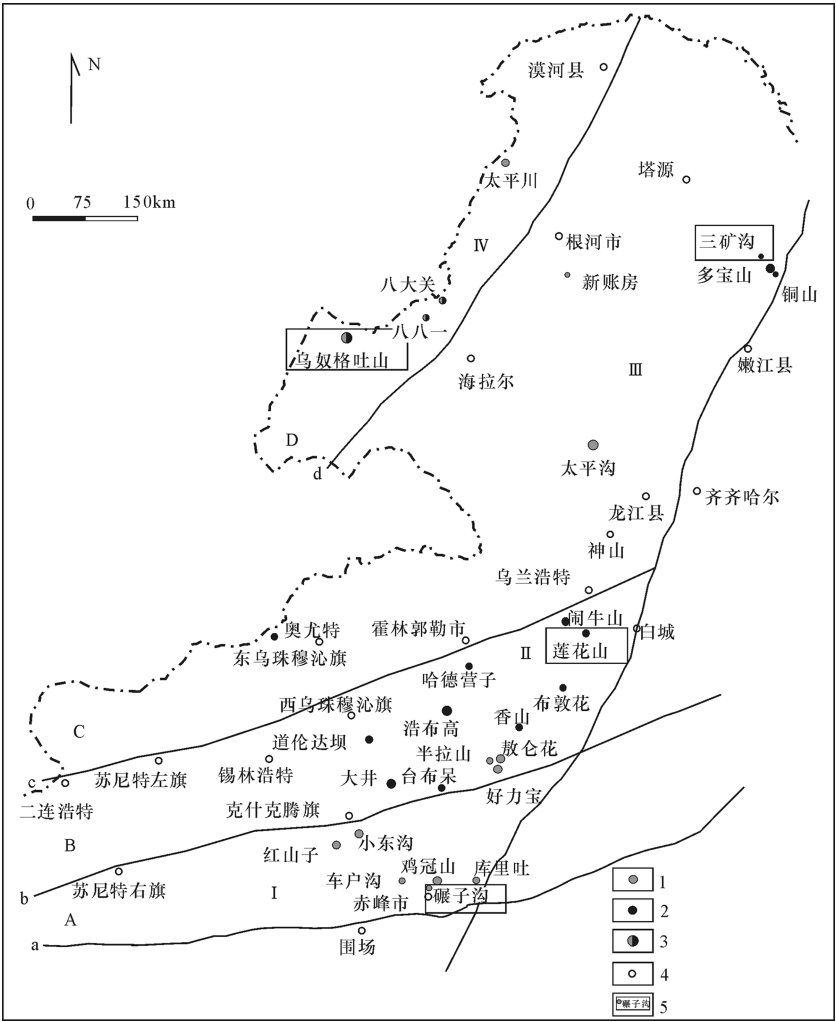 N
0 75 150km
漠河县
太平川
塔源
Ⅳ
根河市
三矿沟
新账房
多宝山
八大关
铜山
八八一
乌奴格吐山
海拉尔
Ⅲ
嫩江县
D
d
太平沟
齐齐哈尔
龙江县
神山
乌兰浩特
奥尤特
霍林郭勒市
闹牛山
白城
东乌珠穆沁旗
Ⅱ
莲花山
哈德营子
西乌珠穆沁旗
布敦花
C
浩布高
香山
道伦达坝
半拉山
敖仑花
c
苏尼特左旗
锡林浩特
大井
台布呆
好力宝
二连浩特
克什克腾旗
B
红山子
小东沟
苏尼特右旗
b
Ⅰ
车户沟
鸡冠山
库里吐
赤峰市
碾子沟
A
a
围场
1
2
3
4
碾子沟 5